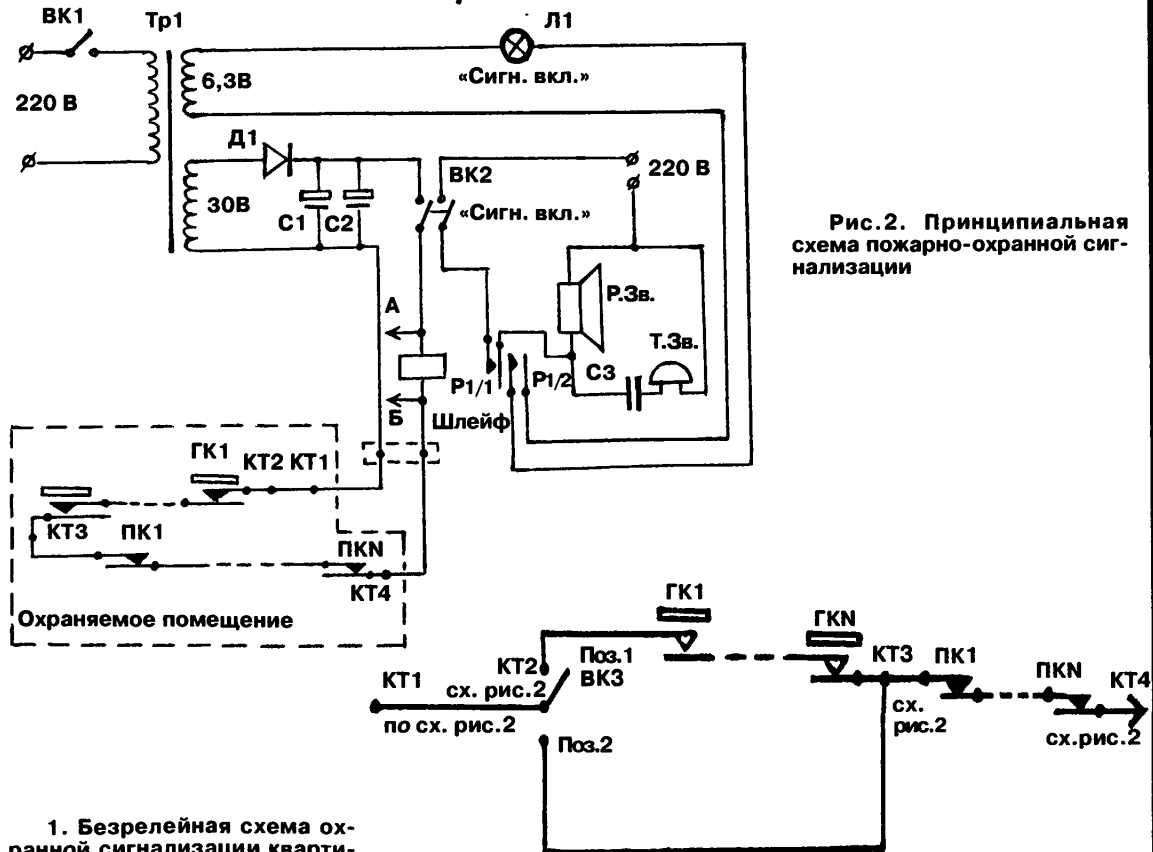 ВК1
Тр1
Л1
6,3В
«Сигн. вкл.»
220 В
Д1
ВК2
220 В
30В
С1
С2
«Сигн. вкл.»
Рис.2. Принципиальная
схема пожарно-охранной сиг-
нализации
А
Р.Зв.
Т.Зв.
Р1/1
Р1/2
С3
Б
Шлейф
ГК1
КТ2 КТ1
КТ3
ПК1
ПКN
КТ4
Охраняемое помещение
ГК1
ГКN
КТ2
Поз.1
ВК3
КТ3
ПК1
ПКN
КТ1
сх. рис.2
КТ4
по сх. рис.2
сх.
рис.2
сх.рис.2
Поз.2
1. Безрелейная схема ох-
ранной сигнализации кварти-